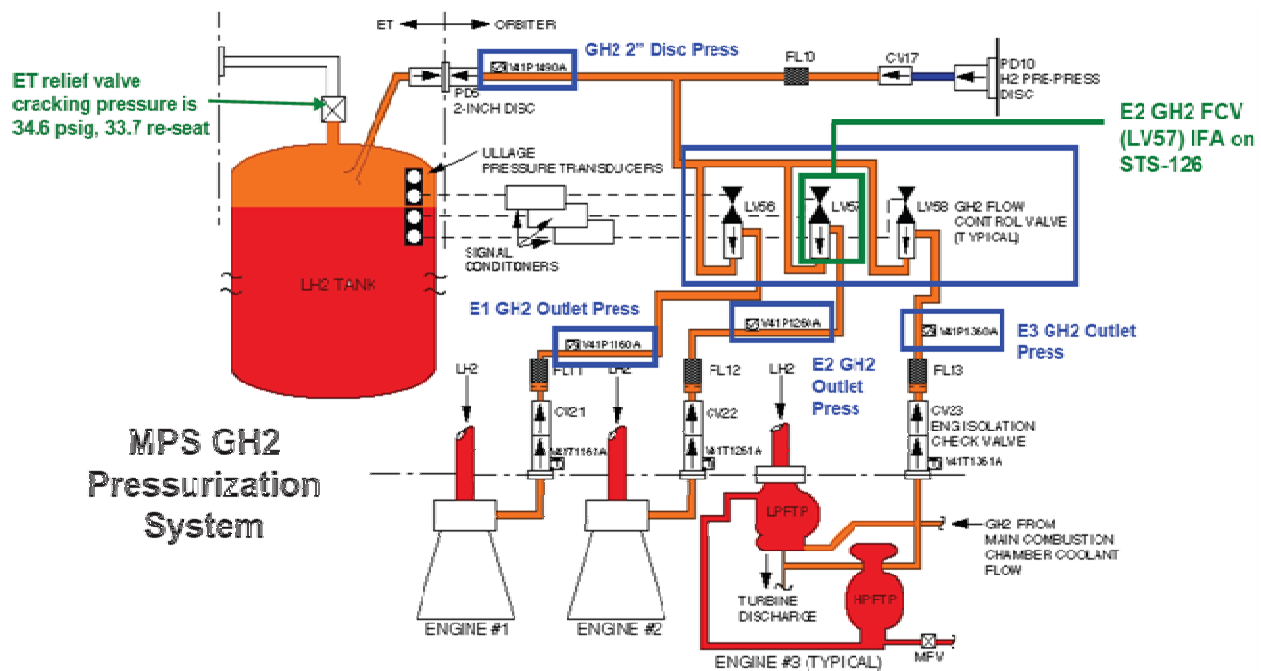 ET
ORBITER
GH2 2" Disc Press
V41P1490A
FL10
CV17
PD10
H2 PRE-PRESS
DISC
PD5
2-INCH DISC
ET relief valve
cracking pressure is
34.6 psig, 33.7 re-seat
E2 GH2 FCV
(LV57) IFA on
STS-126
ULLAGE
PRESSURE TRANSDUCERS
LV56
LV57
LV58
GH2 FLOW
CONTROL VALVE
(TYPICAL)
SIGNAL
CONDITONERS
LH2 TANK
E1 GH2 Outlet Press
V41P1160A
V41P1260A
V41P1360A
E3 GH2 Outlet
Press
E2 GH2
Outlet
Press
LH2
FL11
LH2
FL12
LH2
FL13
CV21
CV22
CV23
ENG ISOLATION
CHECK VALVE
V41T1161A
V41T1261A
V41T1361A
MPS GH2
Pressurization
System
LPFTP
GH2 FROM
MAIN COMBUSTION
CHAMBER COOLANT
FLOW
HPFTP
TURBINE
DISCHARGE
ENGINE #1
ENGINE #2
ENGINE #3 (TYPICAL)
MFV